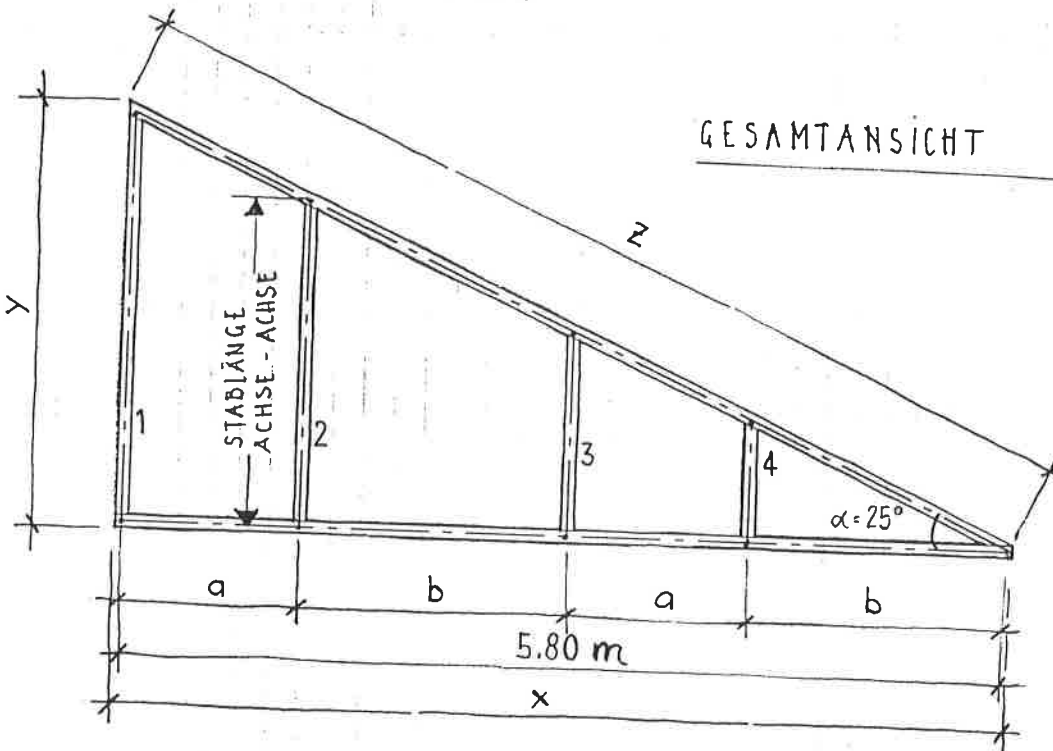 GESAMTANSICHT
z
y
STABLÄNGE
ACHSE - ACHSE
1
2
3
4
α = 25°
a
b
a
b
5.80 m
x